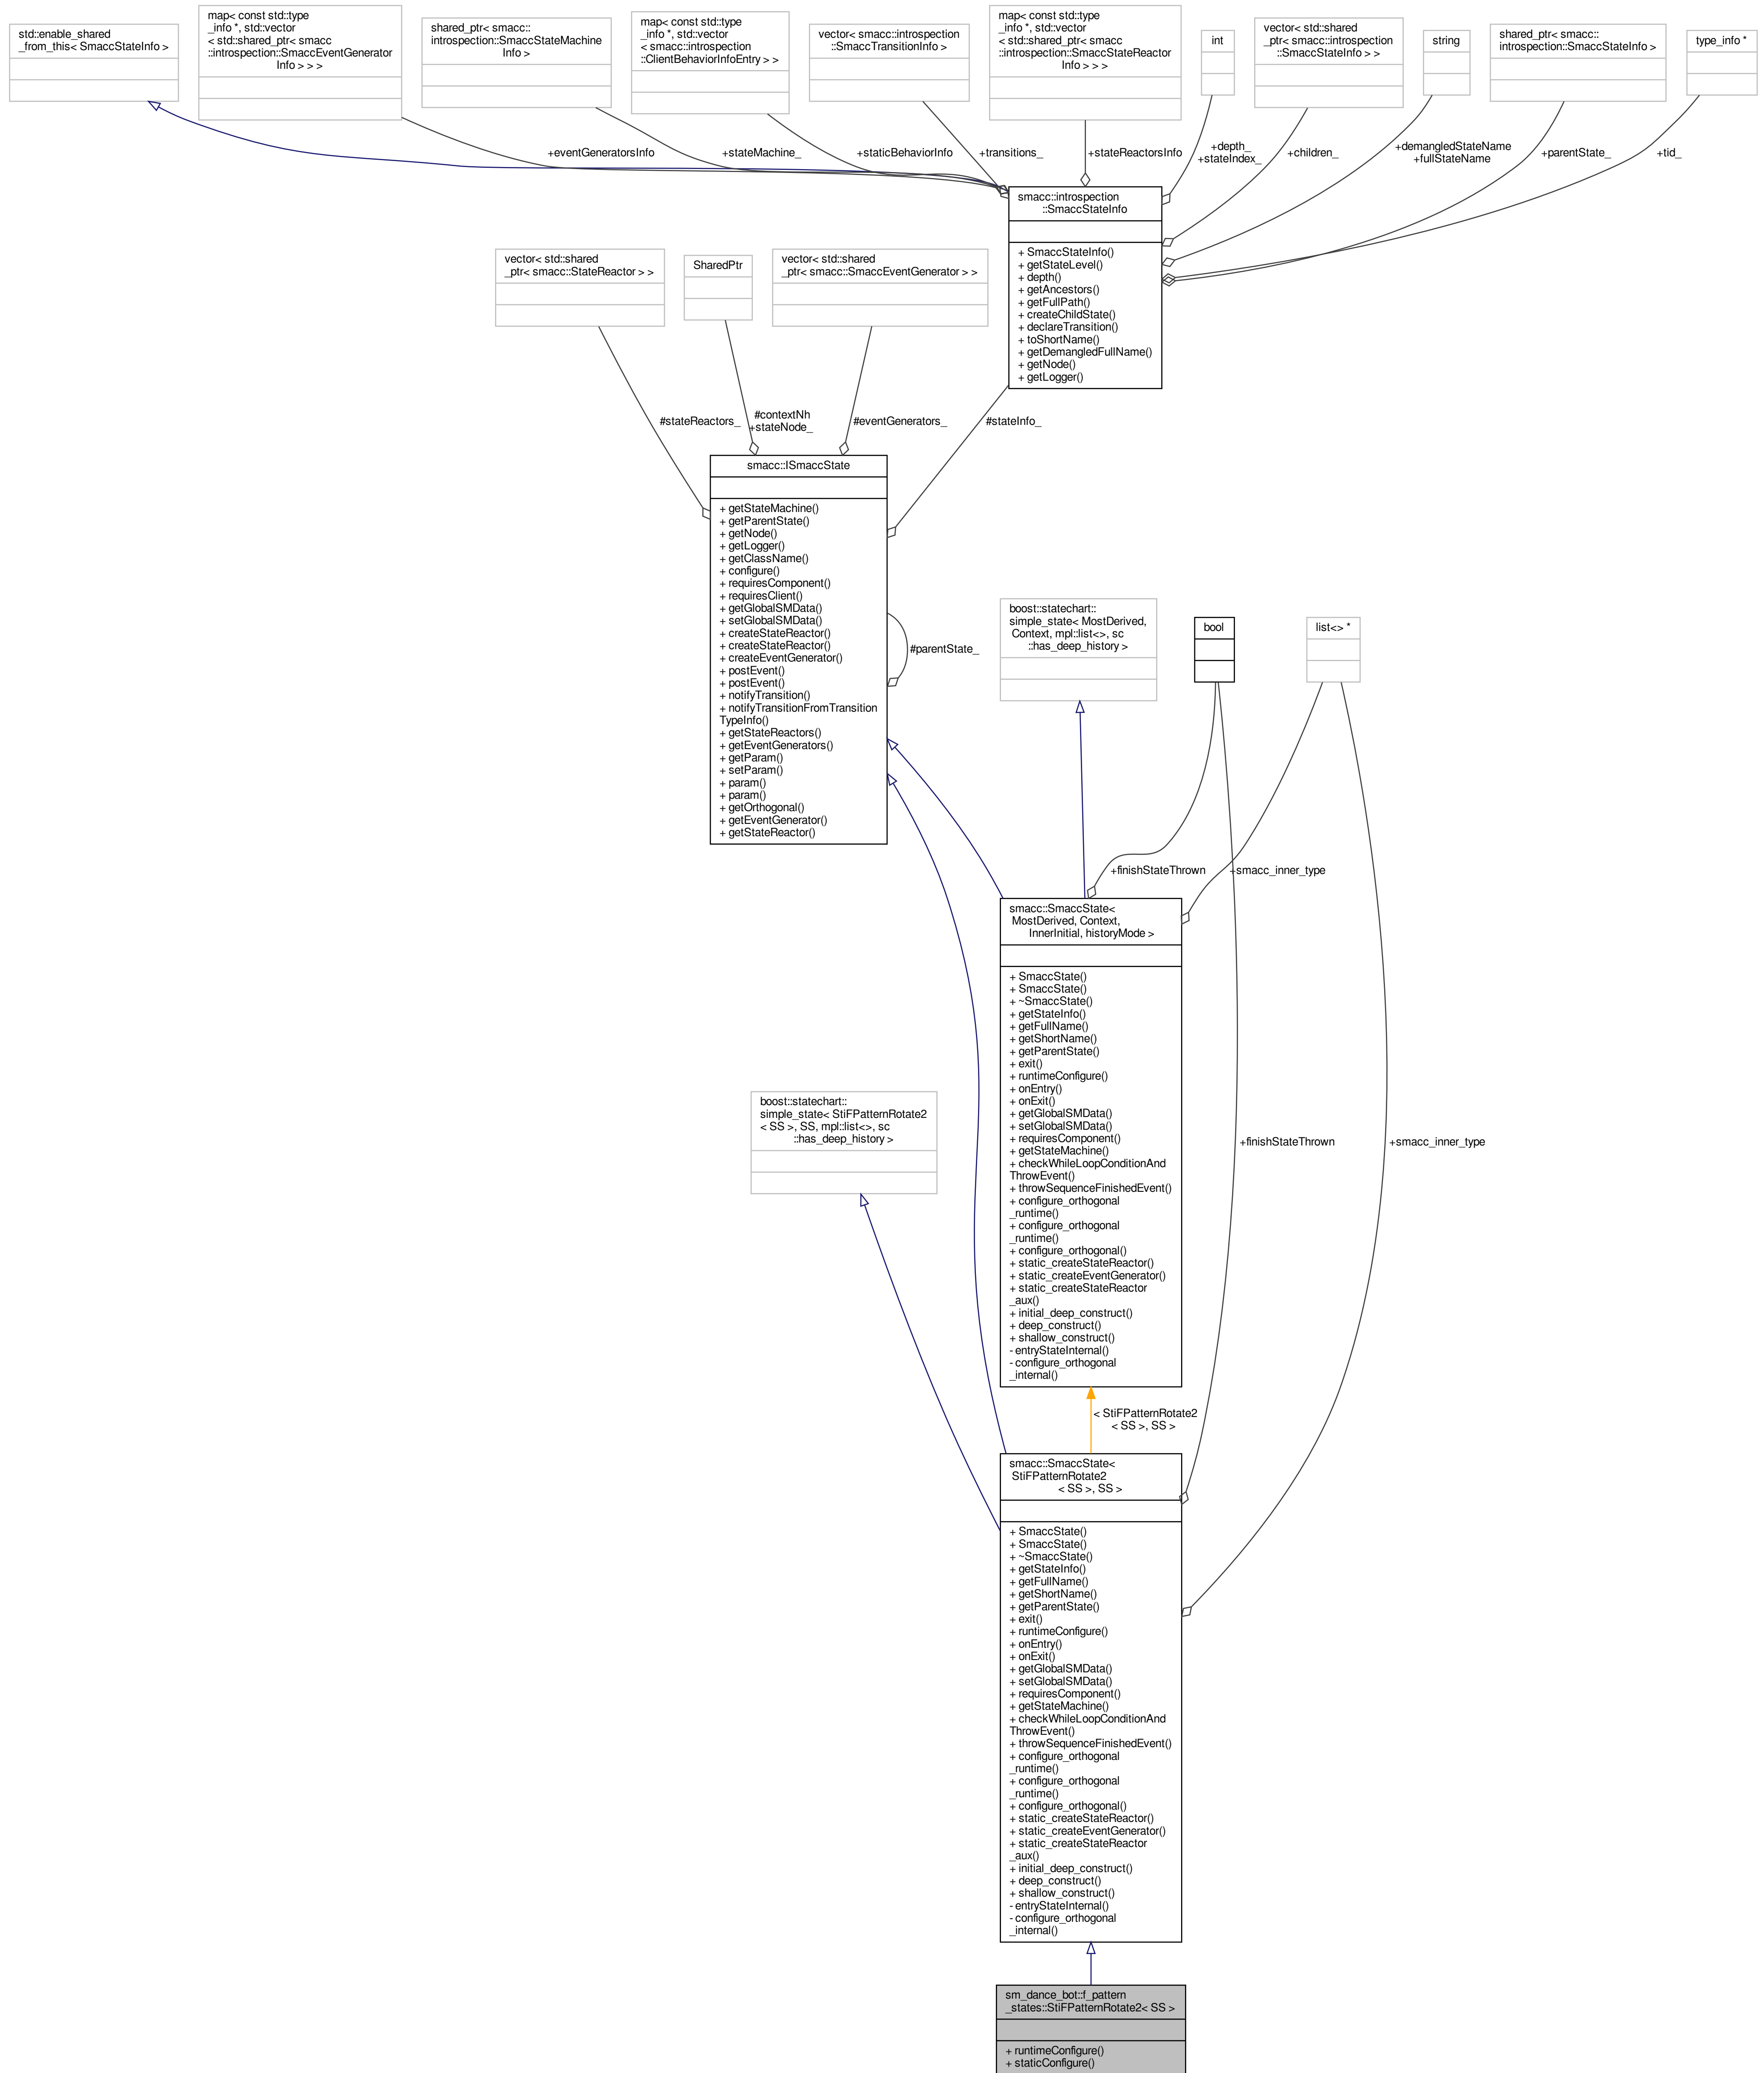 std::enable_shared
_from_this< SmaccStateInfo >
map< const std::type
_info *, std::vector
< std::shared_ptr< smacc
::introspection::SmaccEventGenerator
Info > > >
shared_ptr< smacc::
introspection::SmaccStateMachine
Info >
map< const std::type
_info *, std::vector
< smacc::introspection
::ClientBehaviorInfoEntry > >
vector< smacc::introspection
::SmaccTransitionInfo >
map< const std::type
_info *, std::vector
< std::shared_ptr< smacc
::introspection::SmaccStateReactor
Info > > >
int
vector< std::shared
_ptr< smacc::introspection
::SmaccStateInfo > >
string
shared_ptr< smacc::
introspection::SmaccStateInfo >
type_info *
+eventGeneratorsInfo
+stateMachine_
+staticBehaviorInfo
+transitions_
+stateReactorsInfo
+depth_
+stateIndex_
+children_
+demangledStateName
+fullStateName
+parentState_
+tid_
smacc::introspection
::SmaccStateInfo
+ SmaccStateInfo()
+ getStateLevel()
+ depth()
+ getAncestors()
+ getFullPath()
+ createChildState()
+ declareTransition()
+ toShortName()
+ getDemangledFullName()
+ getNode()
+ getLogger()
vector< std::shared
_ptr< smacc::StateReactor > >
SharedPtr
vector< std::shared
_ptr< smacc::SmaccEventGenerator > >
#stateReactors_
#contextNh
+stateNode_
#eventGenerators_
#stateInfo_
smacc::ISmaccState
+ getStateMachine()
+ getParentState()
+ getNode()
+ getLogger()
+ getClassName()
+ configure()
+ requiresComponent()
+ requiresClient()
+ getGlobalSMData()
+ setGlobalSMData()
+ createStateReactor()
+ createStateReactor()
+ createEventGenerator()
+ postEvent()
+ postEvent()
+ notifyTransition()
+ notifyTransitionFromTransition
TypeInfo()
+ getStateReactors()
+ getEventGenerators()
+ getParam()
+ setParam()
+ param()
+ param()
+ getOrthogonal()
+ getEventGenerator()
+ getStateReactor()
#parentState_
boost::statechart::
simple_state< MostDerived,
Context, mpl::list<>, sc
::has_deep_history >
bool
list<> *
+finishStateThrown
+smacc_inner_type
smacc::SmaccState<
MostDerived, Context,
InnerInitial, historyMode >
+ SmaccState()
+ SmaccState()
+ ~SmaccState()
+ getStateInfo()
+ getFullName()
+ getShortName()
+ getParentState()
+ exit()
+ runtimeConfigure()
+ onEntry()
+ onExit()
+ getGlobalSMData()
+ setGlobalSMData()
+ requiresComponent()
+ getStateMachine()
+ checkWhileLoopConditionAnd
ThrowEvent()
+ throwSequenceFinishedEvent()
+ configure_orthogonal
_runtime()
+ configure_orthogonal
_runtime()
+ configure_orthogonal()
+ static_createStateReactor()
+ static_createEventGenerator()
+ static_createStateReactor
_aux()
+ initial_deep_construct()
+ deep_construct()
+ shallow_construct()
- entryStateInternal()
- configure_orthogonal
_internal()
boost::statechart::
simple_state< StiFPatternRotate2
< SS >, SS, mpl::list<>, sc
::has_deep_history >
+finishStateThrown
+smacc_inner_type
< StiFPatternRotate2
< SS >, SS >
smacc::SmaccState<
StiFPatternRotate2
< SS >, SS >
+ SmaccState()
+ SmaccState()
+ ~SmaccState()
+ getStateInfo()
+ getFullName()
+ getShortName()
+ getParentState()
+ exit()
+ runtimeConfigure()
+ onEntry()
+ onExit()
+ getGlobalSMData()
+ setGlobalSMData()
+ requiresComponent()
+ getStateMachine()
+ checkWhileLoopConditionAnd
ThrowEvent()
+ throwSequenceFinishedEvent()
+ configure_orthogonal
_runtime()
+ configure_orthogonal
_runtime()
+ configure_orthogonal()
+ static_createStateReactor()
+ static_createEventGenerator()
+ static_createStateReactor
_aux()
+ initial_deep_construct()
+ deep_construct()
+ shallow_construct()
- entryStateInternal()
- configure_orthogonal
_internal()
sm_dance_bot::f_pattern
_states::StiFPatternRotate2< SS >
+ runtimeConfigure()
+ staticConfigure()